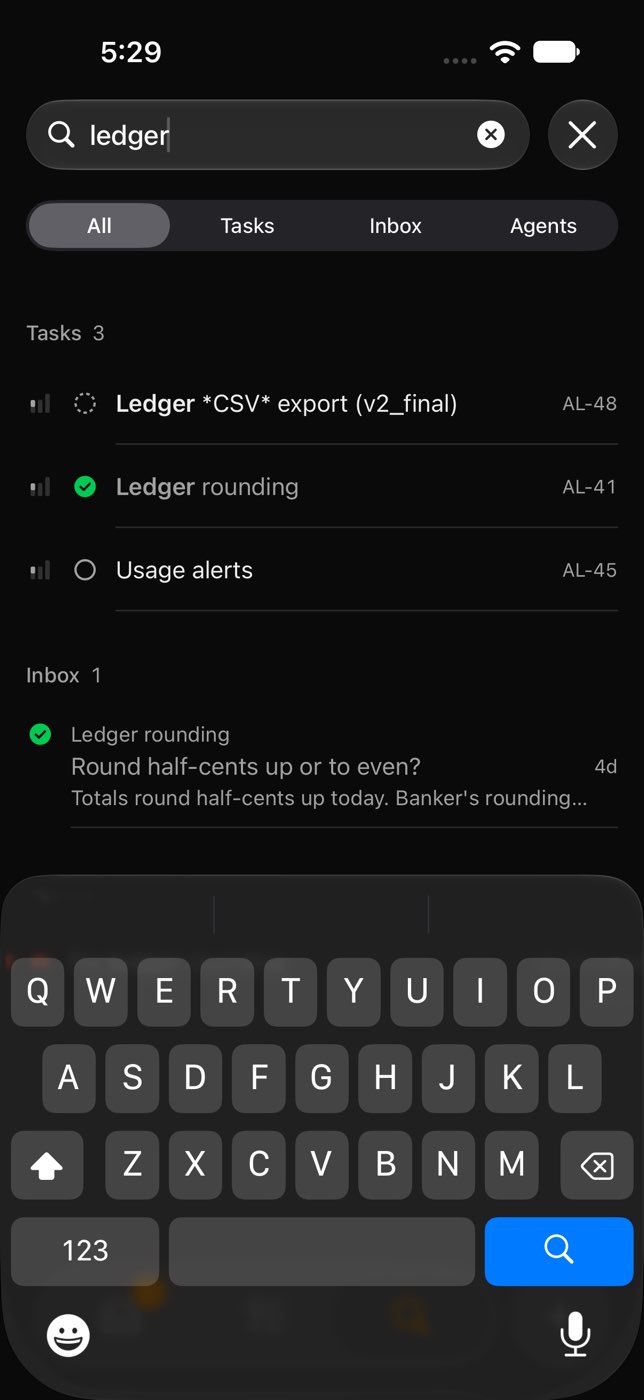 5:29
ledger
All Tasks Inbox Agents
Tasks 3
Ledger *CSV* export (v2_final) AL-48
Ledger rounding AL-41
Usage alerts AL-45
Inbox 1
Ledger rounding
Round half-cents up or to even? 4d
Totals round half-cents up today. Banker's rounding...
Q W E R T Y U I O P
A S D F G H J K L
Z X C V B N M
123